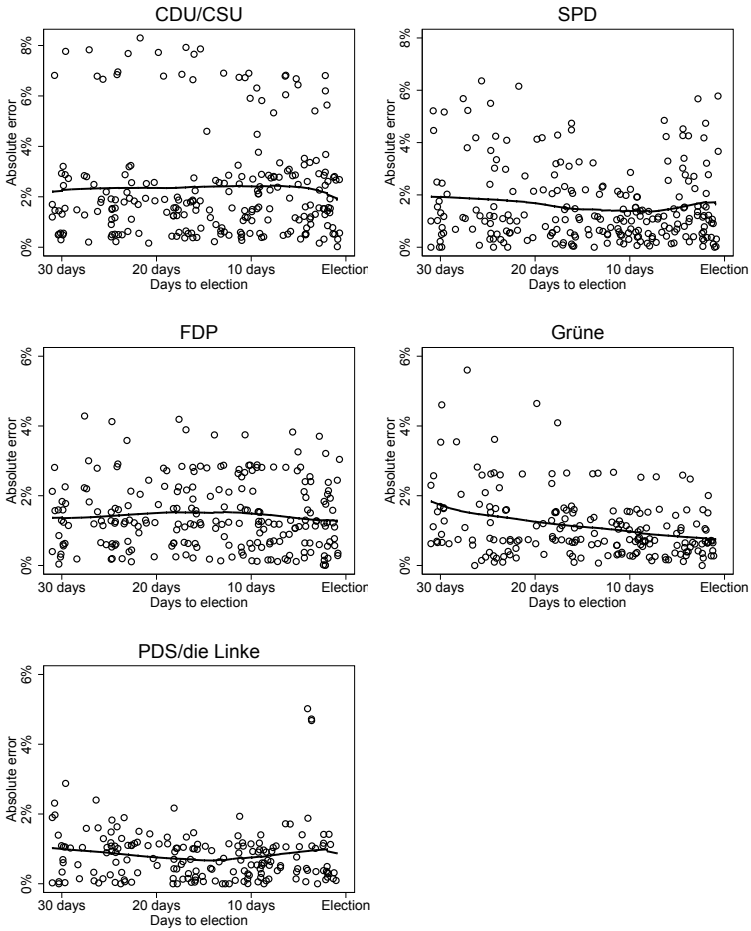 CDU/CSU
Absolute error
8%
6%
4%
2%
0%
30 days
20 days
10 days
Election
Days to election
SPD
Absolute error
8%
6%
4%
2%
0%
30 days
20 days
10 days
Election
Days to election
FDP
Absolute error
6%
4%
2%
0%
30 days
20 days
10 days
Election
Days to election
Grüne
Absolute error
6%
4%
2%
0%
30 days
20 days
10 days
Election
Days to election
PDS/die Linke
Absolute error
6%
4%
2%
0%
30 days
20 days
10 days
Election
Days to election